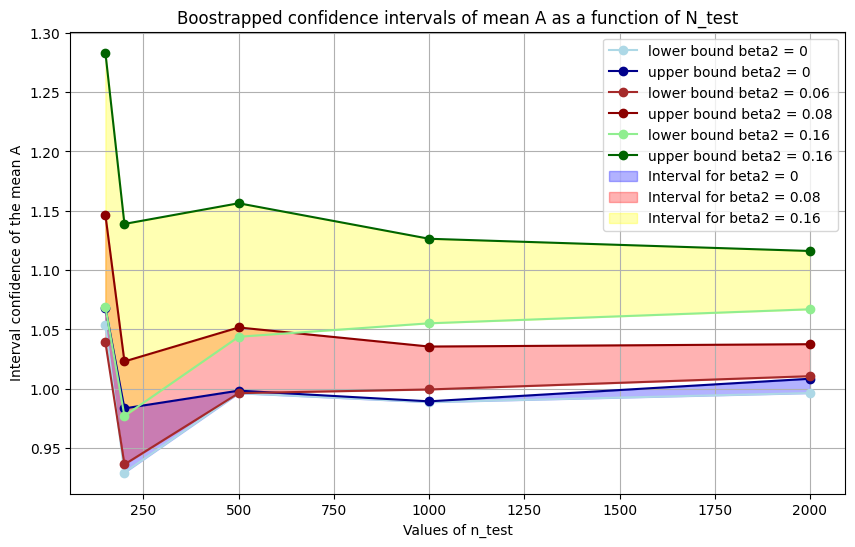 Boostrapped confidence intervals of mean A as a function of N_test
Interval confidence of the mean A
1.30
1.25
1.20
1.15
1.10
1.05
1.00
0.95
lower bound beta2 = 0
upper bound beta2 = 0
lower bound beta2 = 0.06
upper bound beta2 = 0.08
lower bound beta2 = 0.16
upper bound beta2 = 0.16
Interval for beta2 = 0
Interval for beta2 = 0.08
Interval for beta2 = 0.16
250 500 750 1000 1250 1500 1750 2000
Values of n_test